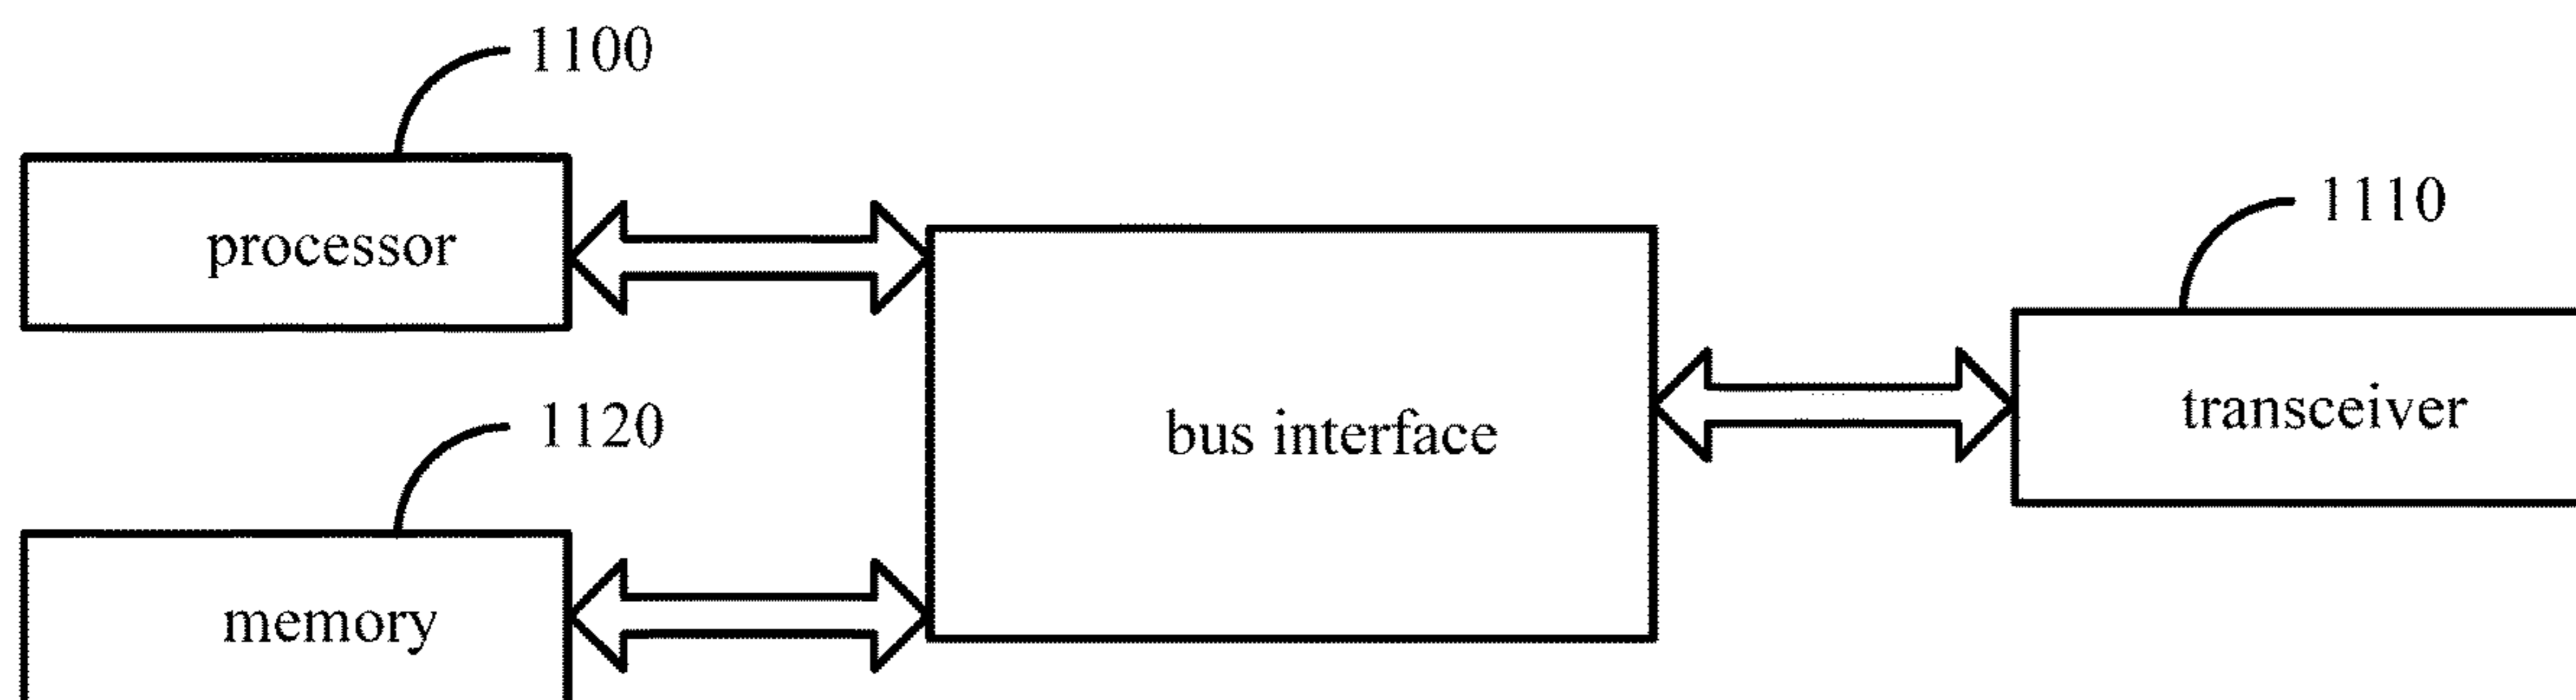 1100
processor
1110
1120
transceiver
bus interface
memory